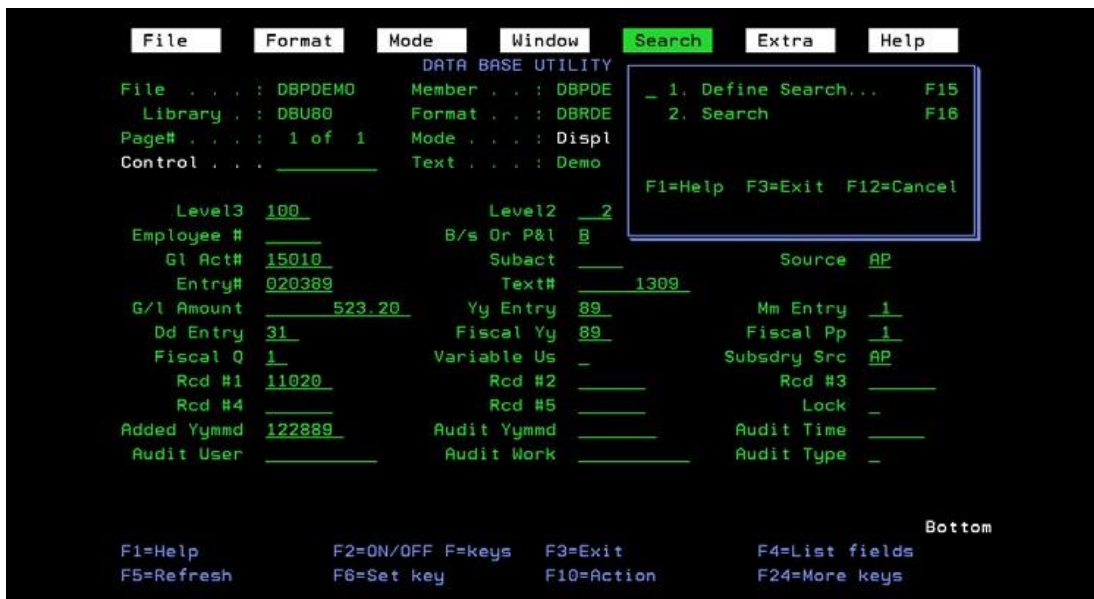 File Format Mode Window Search Extra Help
DATA BASE UTILITY
File . . . : DBPDEMO Member . . : DBPDE _ 1. Define Search... F15
Library . : DBU80 Format . . : DBRDE 2. Search F16
Page# . . . : 1 of 1 Mode . . . : Displ
Control . . . Text . . . : Demo
F1=Help F3=Exit F12=Cancel
Level3 100 Level2 2
Employee # B/s Or P&l B
Gl Act# 15010 Subact Source AP
Entry# 020389 Text# 1309
G/l Amount 523.20 Yy Entry 89 Mm Entry 1
Dd Entry 31 Fiscal Yy 89 Fiscal Pp 1
Fiscal Q 1 Variable Us Subsdry Src AP
Rcd #1 11020 Rcd #2 Rcd #3
Rcd #4 Rcd #5 Lock
Added Yymmd 122889 Audit Yymmd Audit Time
Audit User Audit Work Audit Type
Bottom
F1=Help F2=ON/OFF F=keys F3=Exit F4=List fields
F5=Refresh F6=Set key F10=Action F24=More keys